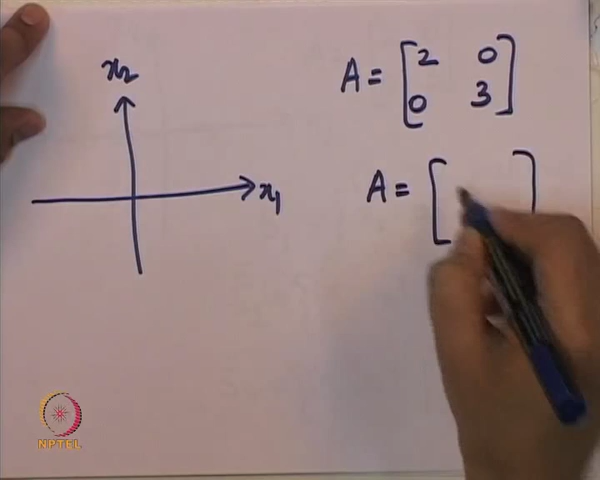 x₂
x₁
A = [2 0
0 3]
A = [ ]
NPTEL